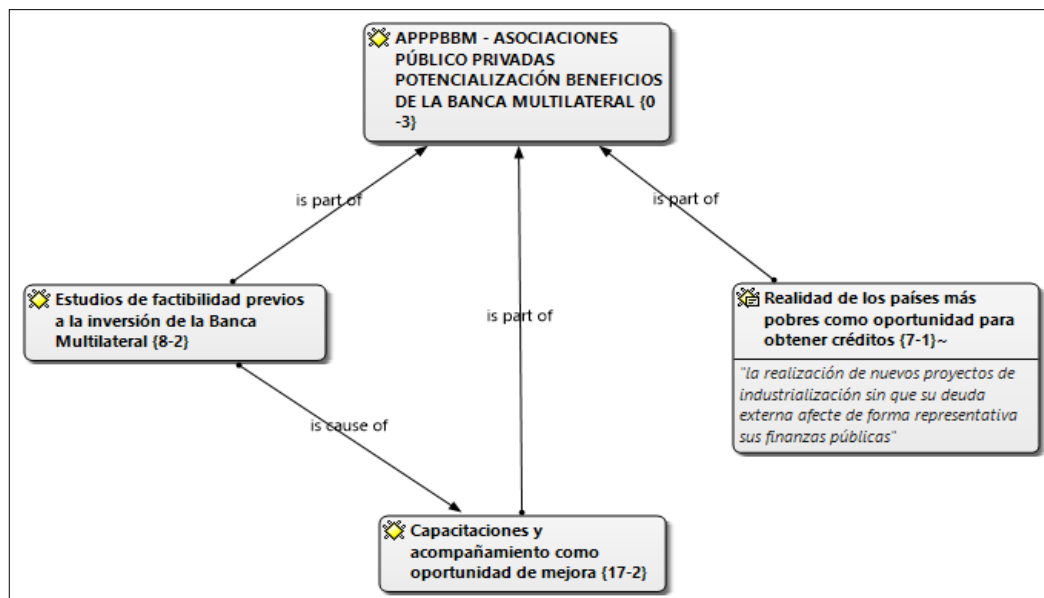 APPPBBM - ASOCIACIONES
PÚBLICO PRIVADAS
POTENCIALIZACIÓN BENEFICIOS
DE LA BANCA MULTILATERAL {0
-3}
is part of
is part of
is part of
Estudios de factibilidad previos
a la inversión de la Banca
Multilateral {8-2}
Realidad de los países más
pobres como oportunidad para
obtener créditos {7-1}~
"la realización de nuevos proyectos de
industrialización sin que su deuda
externa afecte de forma representativa
sus finanzas públicas"
is cause of
Capacitaciones y
acompañamiento como
oportunidad de mejora {17-2}